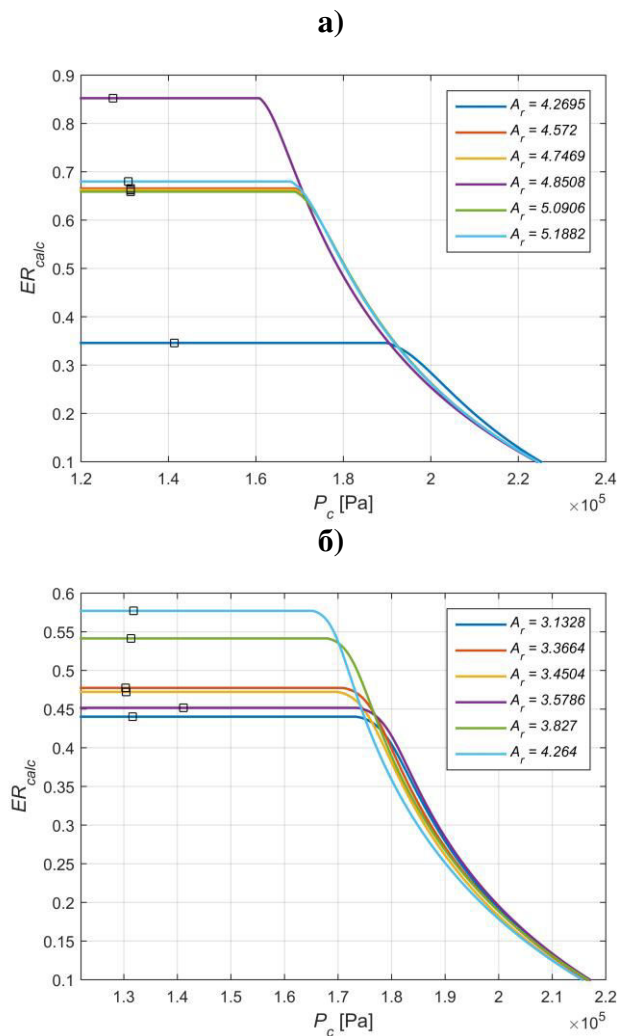 а)
0.9
0.8
0.7
0.6
0.5
0.4
0.3
0.2
0.1
ER_calc
A_r = 4.2695
A_r = 4.572
A_r = 4.7469
A_r = 4.8508
A_r = 5.0906
A_r = 5.1882
1.2 1.4 1.6 1.8 2 2.2 2.4
P_c [Pa] ×10^5
б)
0.6
0.55
0.5
0.45
0.4
0.35
0.3
0.25
0.2
0.15
0.1
ER_calc
A_r = 3.1328
A_r = 3.3664
A_r = 3.4504
A_r = 3.5786
A_r = 3.827
A_r = 4.264
1.3 1.4 1.5 1.6 1.7 1.8 1.9 2 2.1 2.2
P_c [Pa] ×10^5